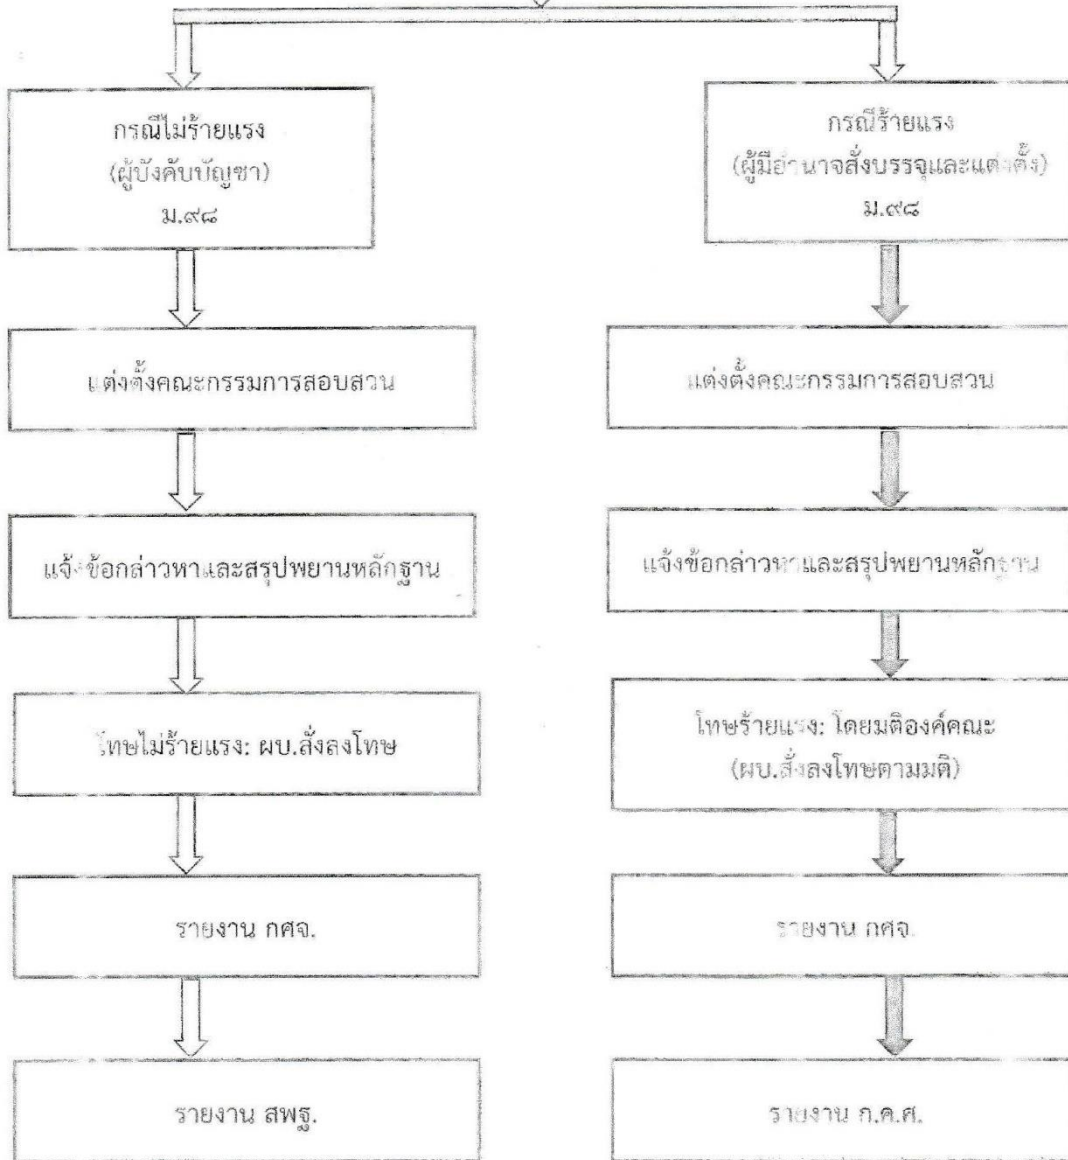 กรณีไม่ร้ายแรง
(ผู้บังคับบัญชา)
ม.๙๘
แต่งตั้งคณะกรรมการสอบสวน
แจ้งข้อกล่าวหาและสรุปพยานหลักฐาน
โทษไม่ร้ายแรง: ผบ.สั่งลงโทษ
รายงาน กศจ.
รายงาน สพฐ.
กรณีร้ายแรง
(ผู้มีอำนาจสั่งบรรจุและแต่งตั้ง)
ม.๙๘
แต่งตั้งคณะกรรมการสอบสวน
แจ้งข้อกล่าวหาและสรุปพยานหลักฐาน
โทษร้ายแรง: โดยมติองค์คณะ
(ผบ.สั่งลงโทษตามมติ)
รายงาน กศจ.
รายงาน ก.ค.ศ.